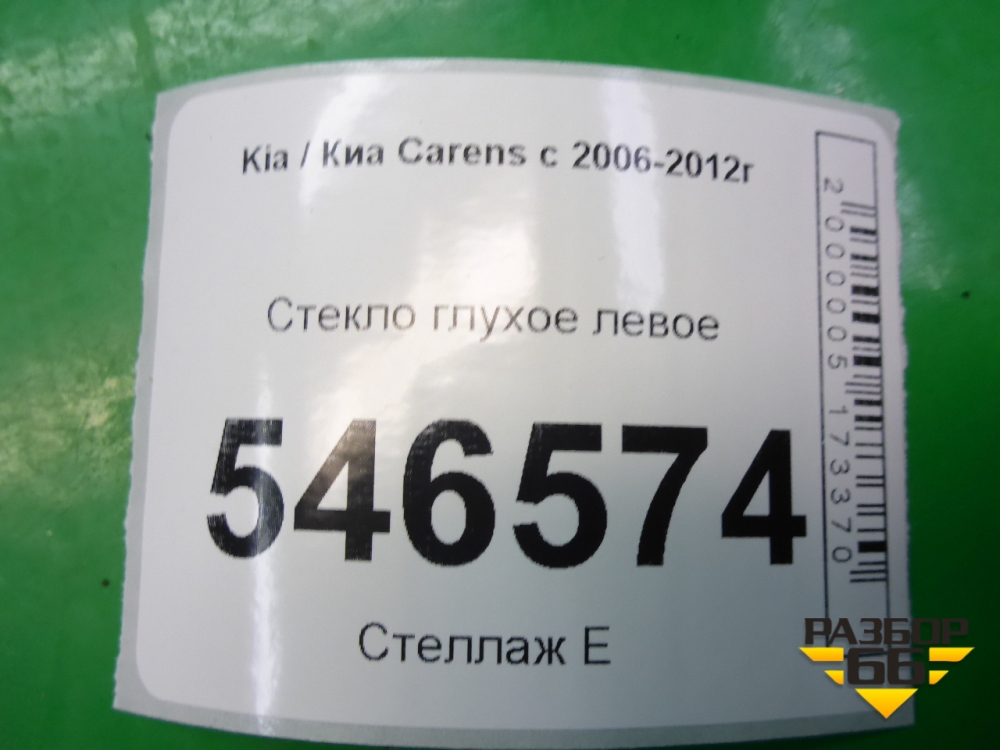 Kia / Киа Carens с 2006-2012г
Стекло глухое левое
546574
Стеллаж Е
2000005173370
РАЗБОР
66